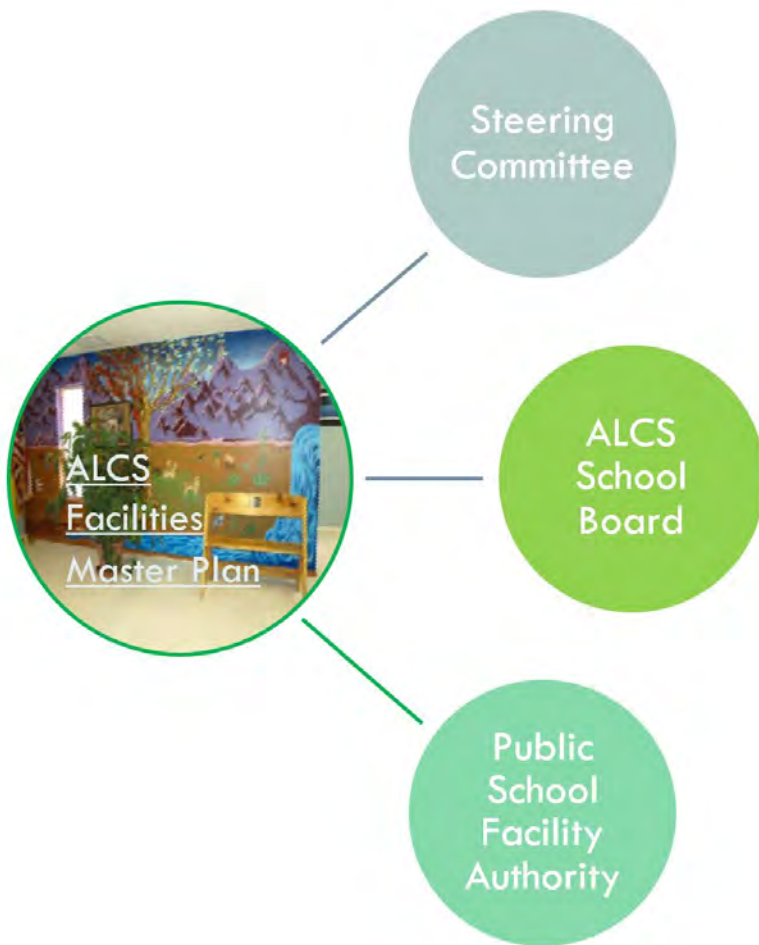 Steering
Committee
ALCS
Facilities
Master Plan
ALCS
School
Board
Public
School
Facility
Authority